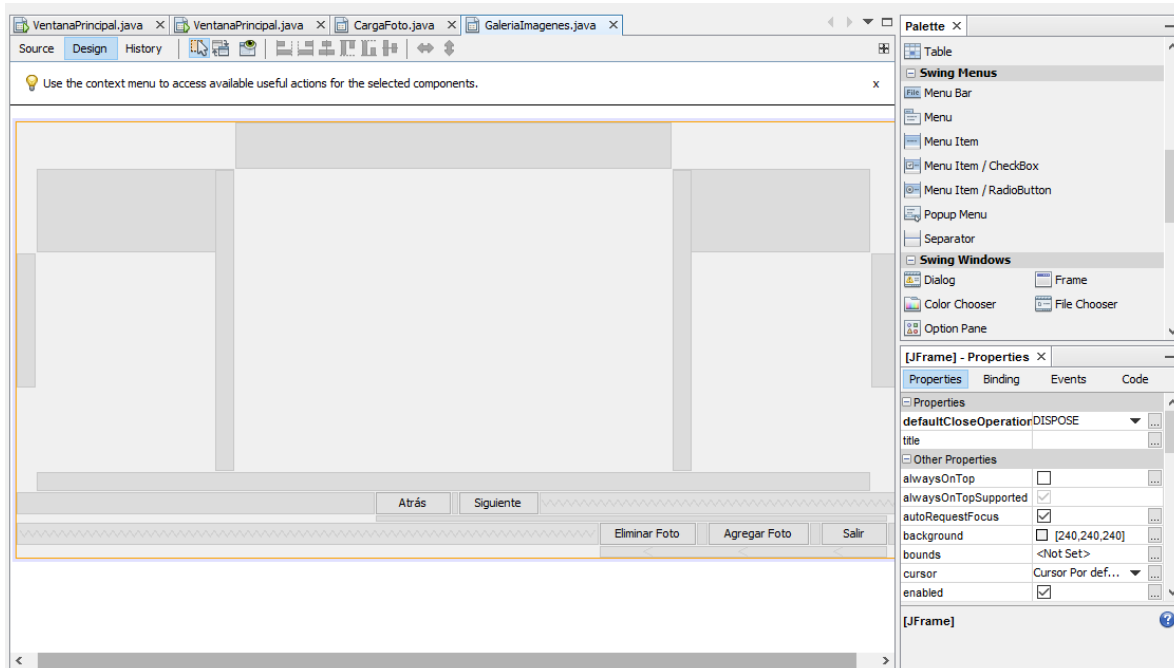 VentanaPrincipal.java VentanaPrincipal.java CargaFoto.java GaleriaImagenes.java
Source Design History
Use the context menu to access available useful actions for the selected components. x
Atrás Siguiente
Eliminar Foto Agregar Foto Salir
Palette
Table
Swing Menus
Menu Bar
Menu
Menu Item
Menu Item / CheckBox
Menu Item / RadioButton
Popup Menu
Separator
Swing Windows
Dialog Frame
Color Chooser File Chooser
Option Pane
[JFrame] - Properties
Properties Binding Events Code
Properties
defaultCloseOperation DISPOSE
title
Other Properties
alwaysOnTop
alwaysOnTopSupported
autoRequestFocus
background [240,240,240]
bounds <Not Set>
cursor Cursor Por def...
enabled
[JFrame]